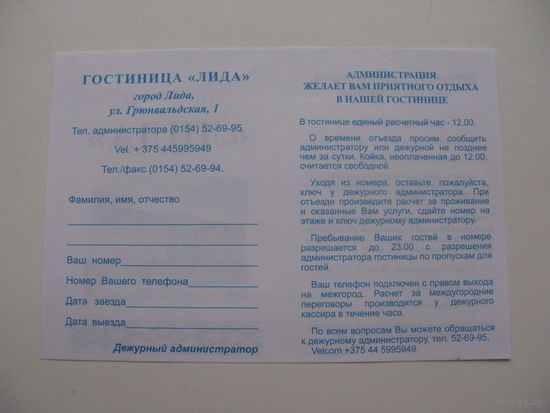 ГОСТИНИЦА «ЛИДА»
город Лида,
ул. Грюнвальдская, 1
Тел. администратора (0154) 52-69-95.
Vel. + 375 445995949
Тел./факс (0154) 52-69-94.
Фамилия, имя, отчество
Ваш номер
Номер Вашего телефона
Дата заезда
Дата выезда
Дежурный администратор
АДМИНИСТРАЦИЯ
ЖЕЛАЕТ ВАМ ПРИЯТНОГО ОТДЫХА
В НАШЕЙ ГОСТИНИЦЕ
В гостинице единый расчетный час - 12.00.
О времени отъезда просим сообщить
администратору или дежурной не позднее
чем за сутки. Койка, неоплаченная до 12.00,
считается свободной.
Уходя из номера, оставьте, пожалуйста,
ключ у дежурного администратора. При
отъезде произведите расчет за проживание
и оказанные Вам услуги, сдайте номер на
этаже и ключ дежурному администратору.
Пребывание Ваших гостей в номере
разрешается до 23.00 с разрешения
администратора гостиницы по пропускам для
гостей.
Ваш телефон подключен с правом выхода
на межгород. Расчет за междугородние
переговоры производится у дежурного
кассира в течение часа.
По всем вопросам Вы можете обращаться
к дежурному администратору, тел. 52-69-95,
Velcom +375 44 5995949.